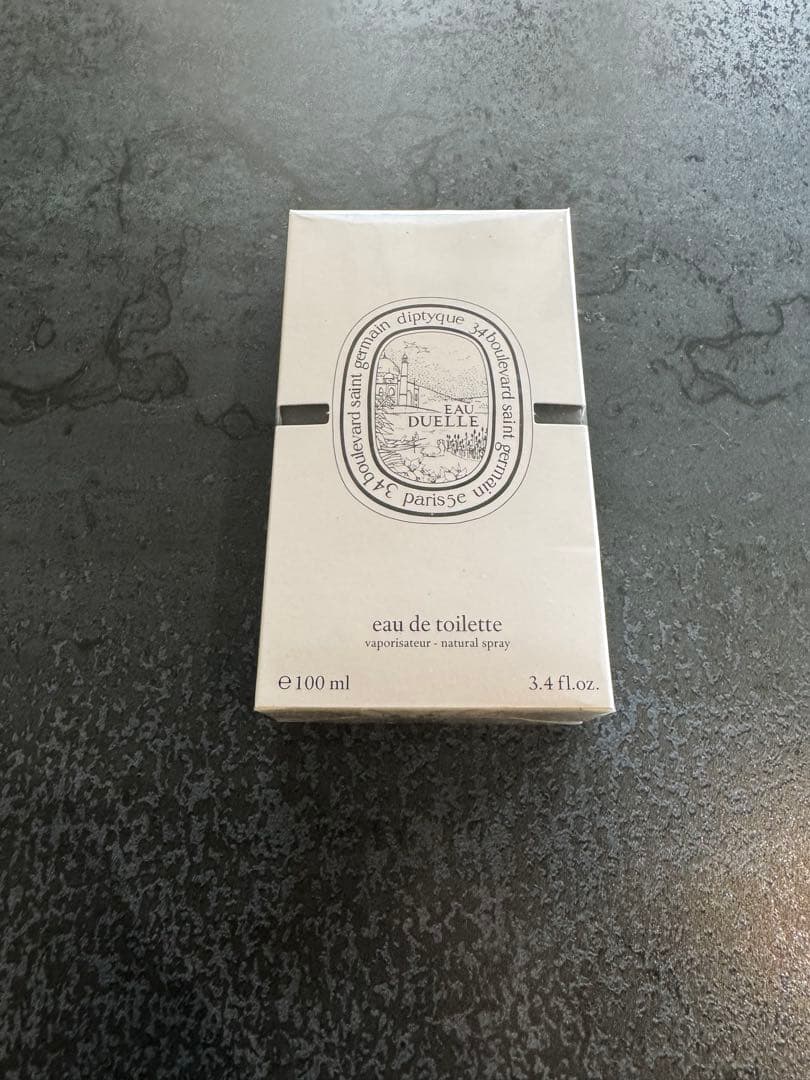 diptyque 34 boulevard saint germain paris5e 34 boulevard saint germain
EAU
DUELLE
eau de toilette
vaporisateur - natural spray
℮100 ml 3.4 fl.oz.